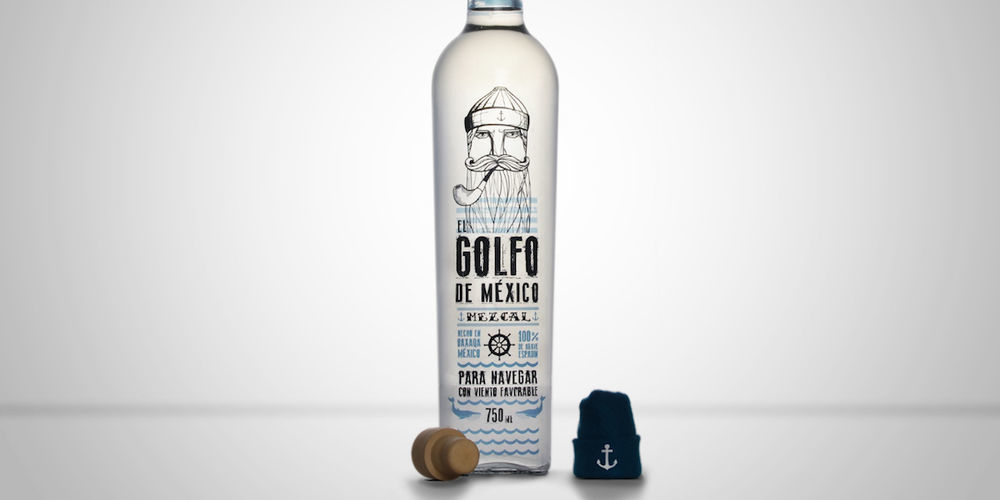 EL
GOLFO
DE MÉXICO
MEZCAL
HECHO EN
OAXACA
MÉXICO
100%
DE AGAVE
ESPADÍN
PARA NAVEGAR
CON VIENTO FAVORABLE
750 ML